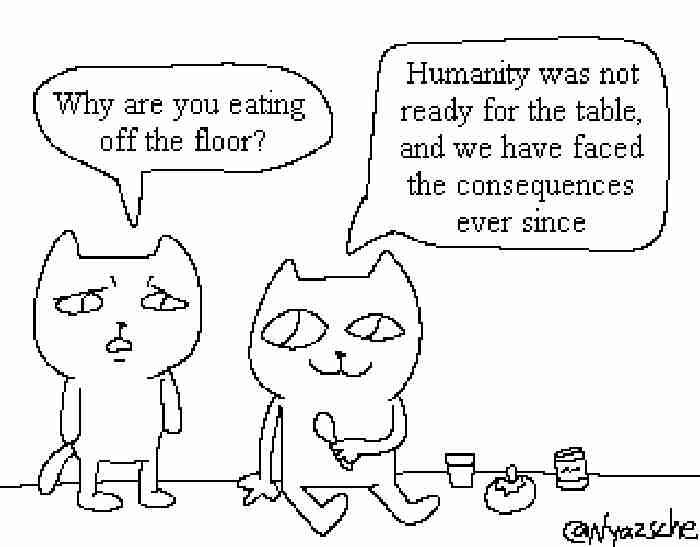 Why are you eating
off the floor?
Humanity was not
ready for the table,
and we have faced
the consequences
ever since